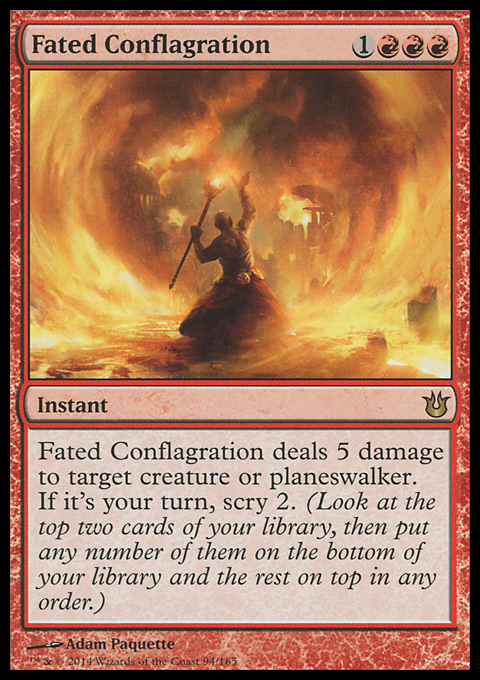 Fated Conflagration 1
Instant
Fated Conflagration deals 5 damage
to target creature or planeswalker.
If it's your turn, scry 2. (Look at the
top two cards of your library, then put
any number of them on the bottom of
your library and the rest on top in any
order.)
Adam Paquette
™ & © 2014 Wizards of the Coast 94/165